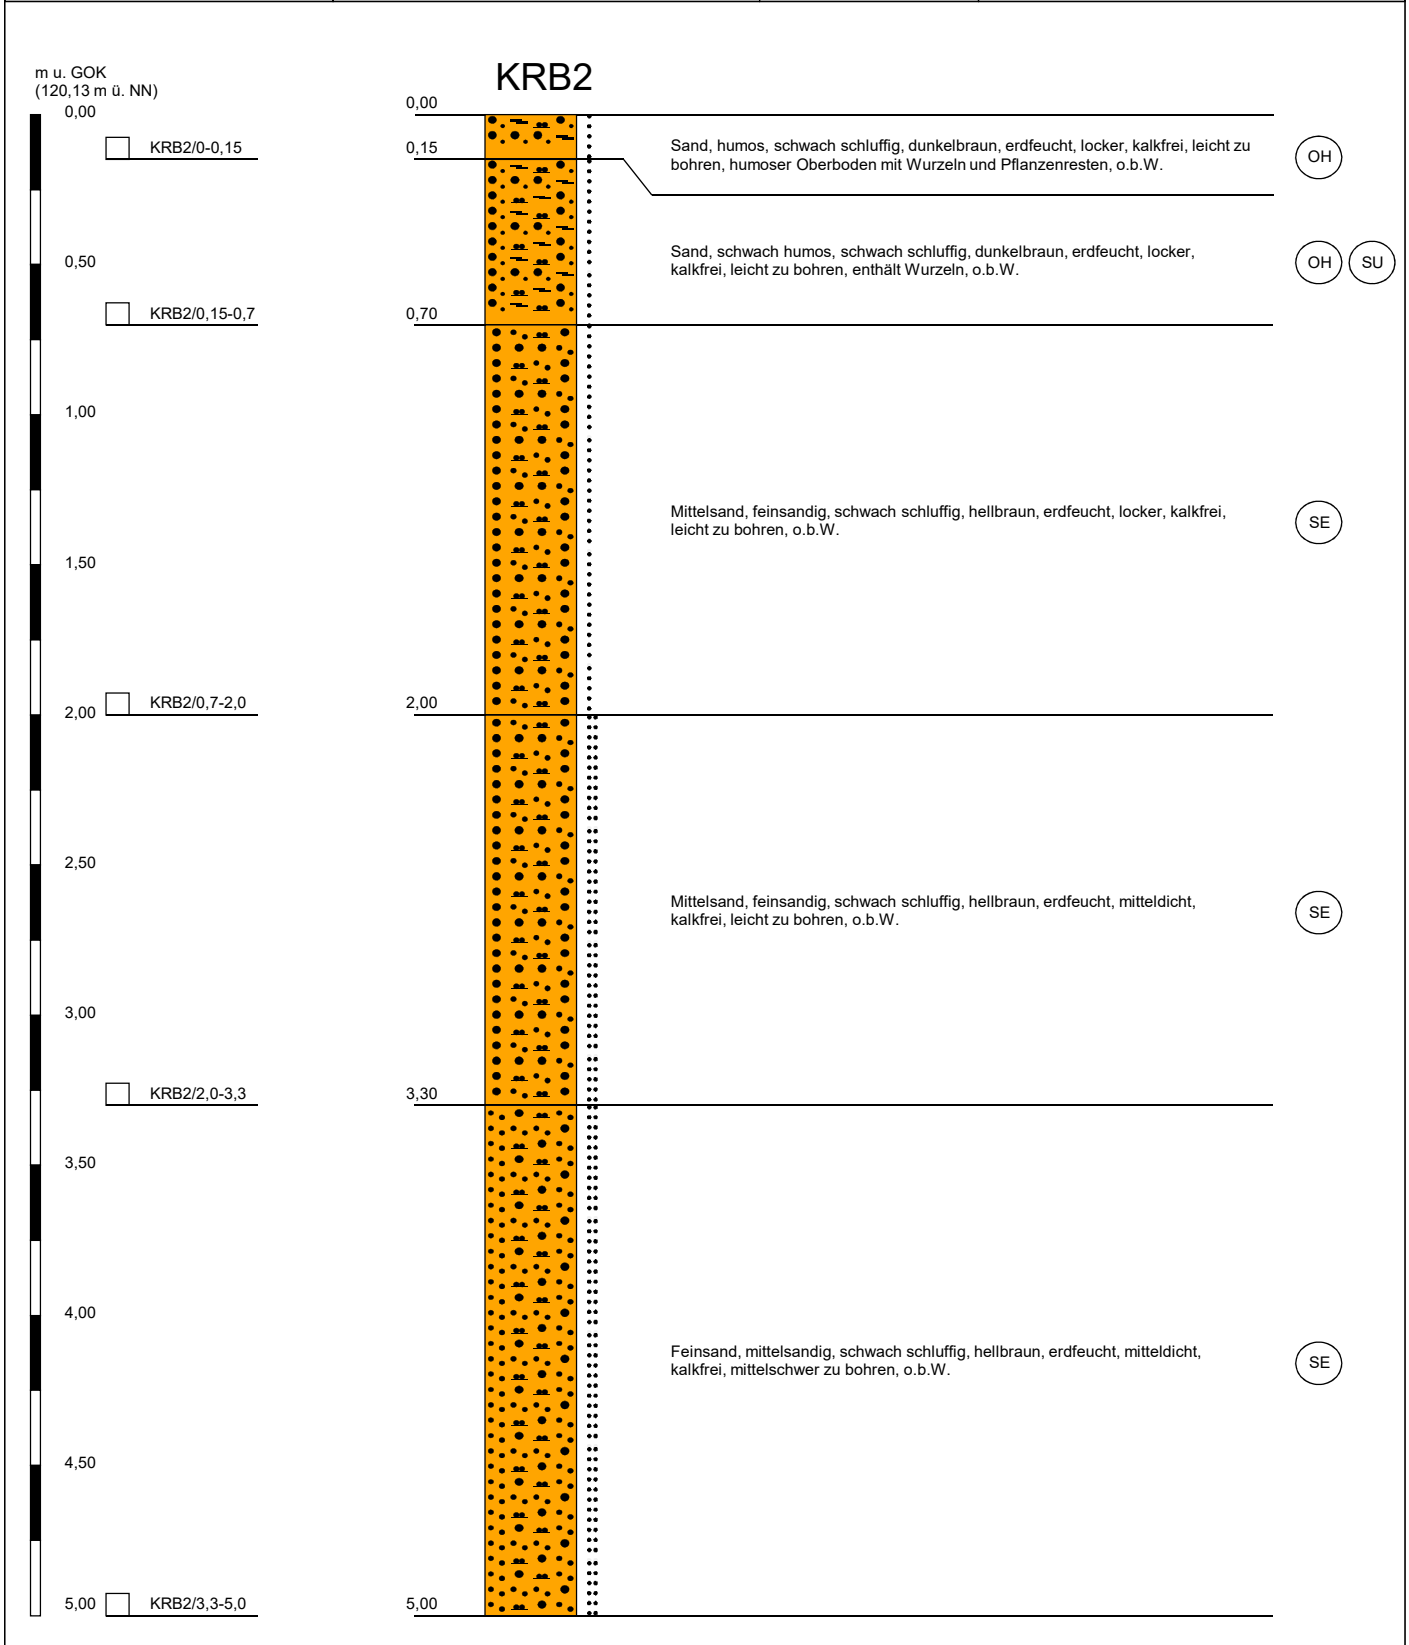 KRB2
m u. GOK
(120,13 m ü. NN)
0,00
0,00
KRB2/0-0,15
0,15
Sand, humos, schwach schluffig, dunkelbraun, erdfeucht, locker, kalkfrei, leicht zu
bohren, humoser Oberboden mit Wurzeln und Pflanzenresten, o.b.W.
OH
0,50
Sand, schwach humos, schwach schluffig, dunkelbraun, erdfeucht, locker,
kalkfrei, leicht zu bohren, enthält Wurzeln, o.b.W.
OH SU
KRB2/0,15-0,7
0,70
1,00
Mittelsand, feinsandig, schwach schluffig, hellbraun, erdfeucht, locker, kalkfrei,
leicht zu bohren, o.b.W.
SE
1,50
KRB2/0,7-2,0
2,00
2,00
2,50
Mittelsand, feinsandig, schwach schluffig, hellbraun, erdfeucht, mitteldicht,
kalkfrei, leicht zu bohren, o.b.W.
SE
3,00
KRB2/2,0-3,3
3,30
3,50
4,00
Feinsand, mittelsandig, schwach schluffig, hellbraun, erdfeucht, mitteldicht,
kalkfrei, mittelschwer zu bohren, o.b.W.
SE
4,50
5,00
KRB2/3,3-5,0
5,00